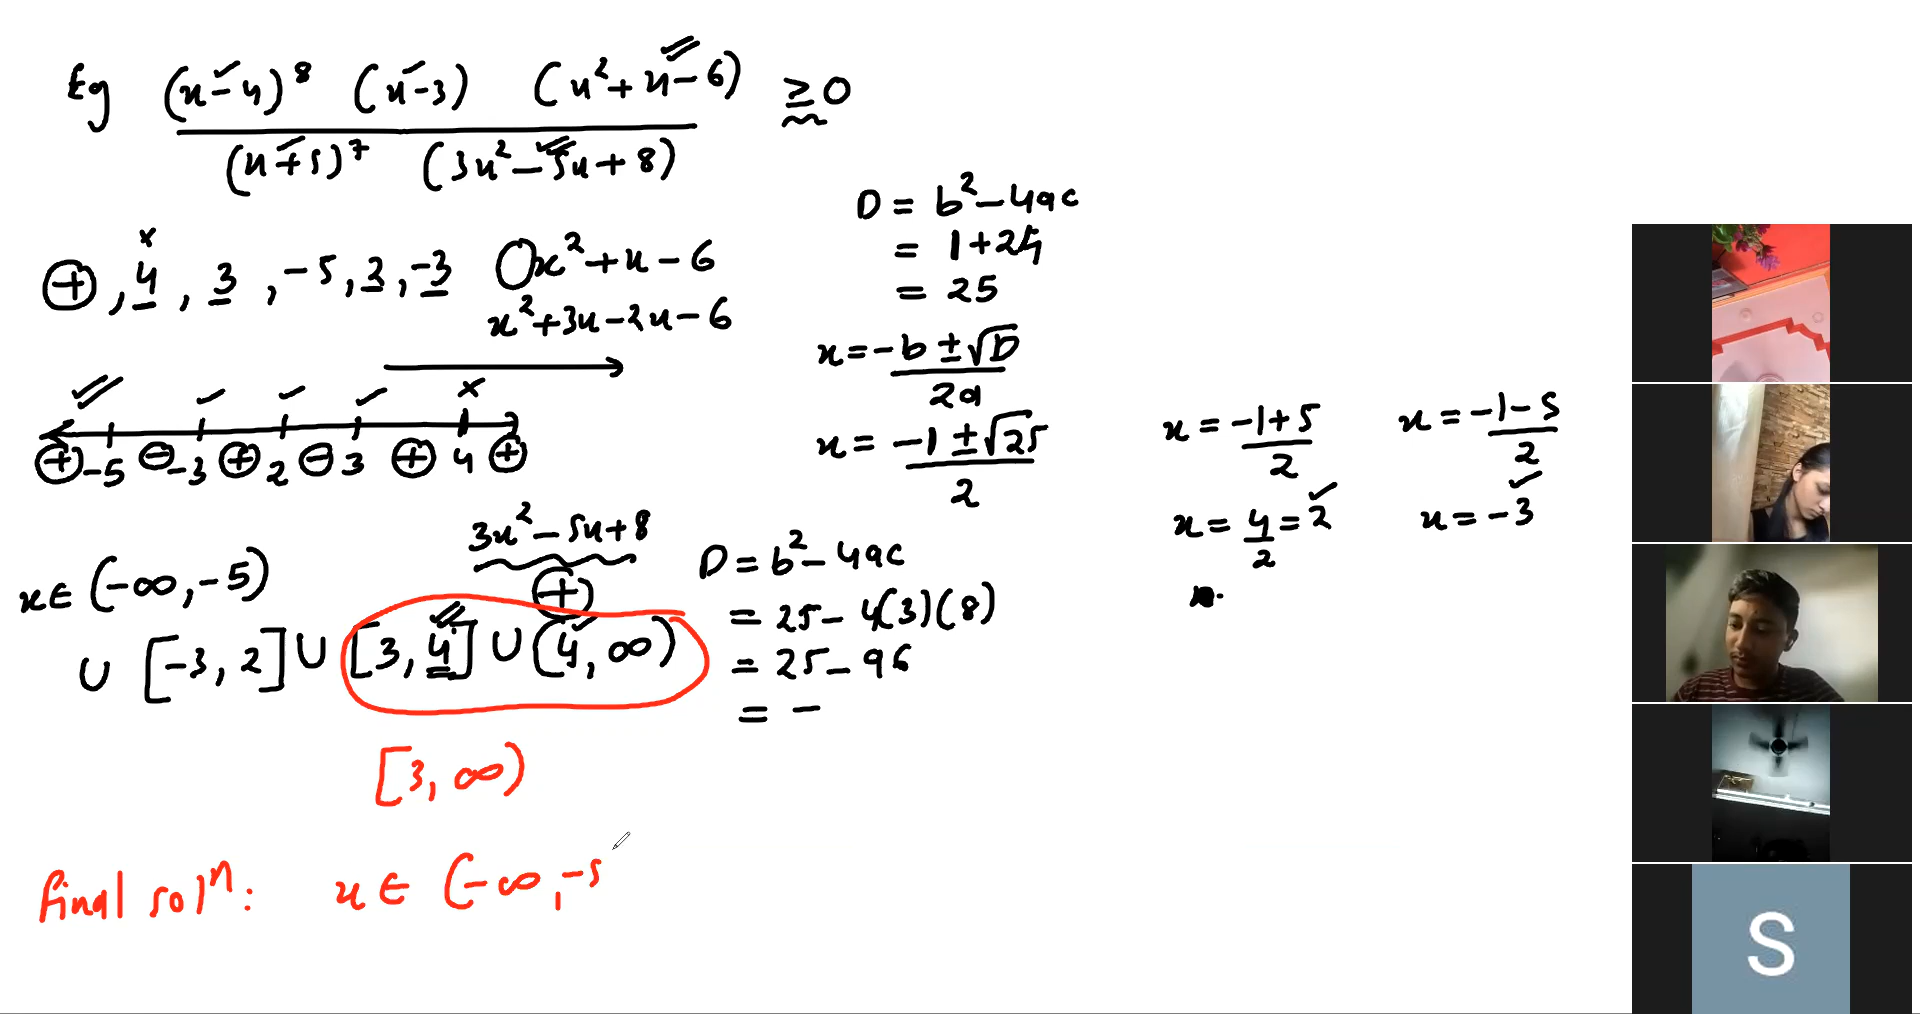 Eg (x-4)⁸ (x-3) (x²+x-6) ≥0
(x+5)⁷ (3x²-5x+8)
⊕, 4, 3, -5, 2, -3
x
x²+x-6
x²+3x-2x-6
x
⊕ -5 ⊖ -3 ⊕ 2 ⊖ 3 ⊕ 4 ⊕
D = b²-4ac
= 1+24
= 25
x = -b ± √D / 2a
x = -1 ± √25 / 2
x = -1+5 / 2
x = 4/2 = 2
x = -1-5 / 2
x = -3
3x²-5x+8
⊕
D = b²-4ac
= 25-4(3)(8)
= 25-96
= -
x∈ (-∞,-5)
∪ [-3, 2] ∪ [3, 4] ∪ (4, ∞)
[3, ∞)
final solⁿ: x∈ (-∞,-5
S